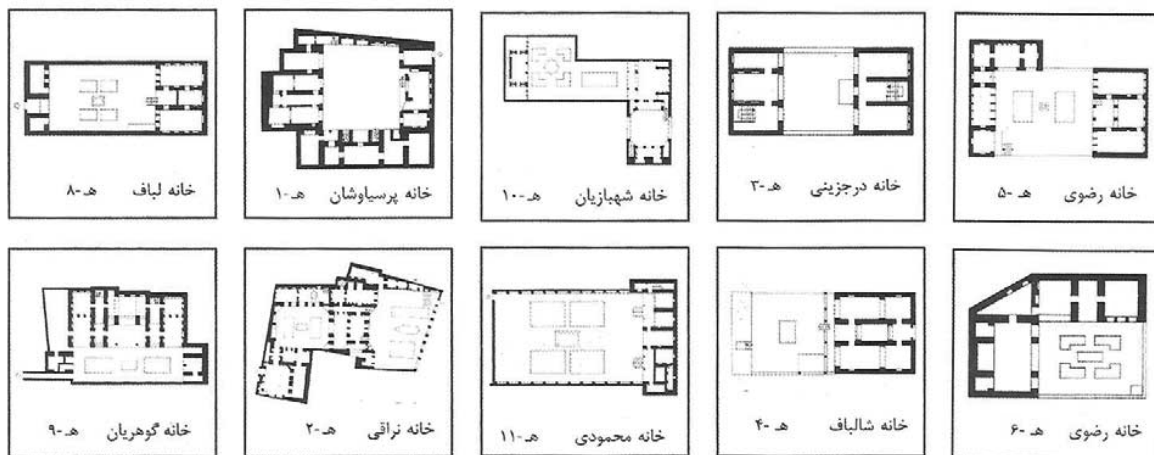 خانه رضوی هـ -۵
خانه درجزینی هـ -۳
خانه شهبازیان هـ -۱۰
خانه پرسیاوشان هـ -۱
خانه لباف هـ -۸
خانه رضوی هـ -۶
خانه شالباف هـ -۴
خانه محمودی هـ -۱۱
خانه نراقی هـ -۲
خانه گوهریان هـ -۹